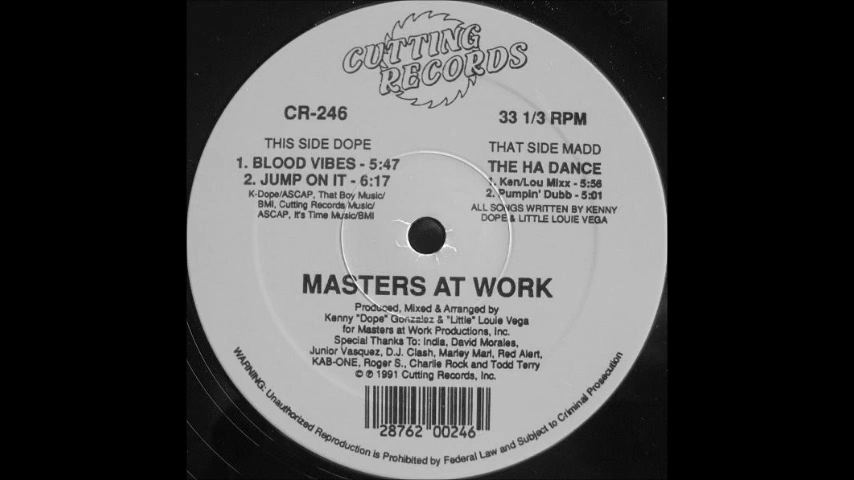 CUTTING
RECORDS
CR-246
33 1/3 RPM
THIS SIDE DOPE
1. BLOOD VIBES - 5:47
2. JUMP ON IT - 6:17
K-Dope/ASCAP, That Boy Music/
BMI, Cutting Records Music/
ASCAP, It's Time Music/BMI
THAT SIDE MADD
THE HA DANCE
1. Ken/Lou Mixx - 5:56
2. Pumpin' Dubb - 5:01
ALL SONGS WRITTEN BY KENNY
DOPE & LITTLE LOUIE VEGA
MASTERS AT WORK
Produced, Mixed & Arranged by
Kenny "Dope" Gonzalez & "Little" Louie Vega
for Masters at Work Productions, Inc.
Special Thanks To: India, David Morales,
Junior Vasquez, D.J. Clash, Marley Marl, Red Alert,
KAB-ONE, Roger S., Charlie Rock and Todd Terry
© ℗ 1991 Cutting Records, Inc.
28762 00246
WARNING: Unauthorized Reproduction is Prohibited by Federal Law and Subject to Criminal Prosecution